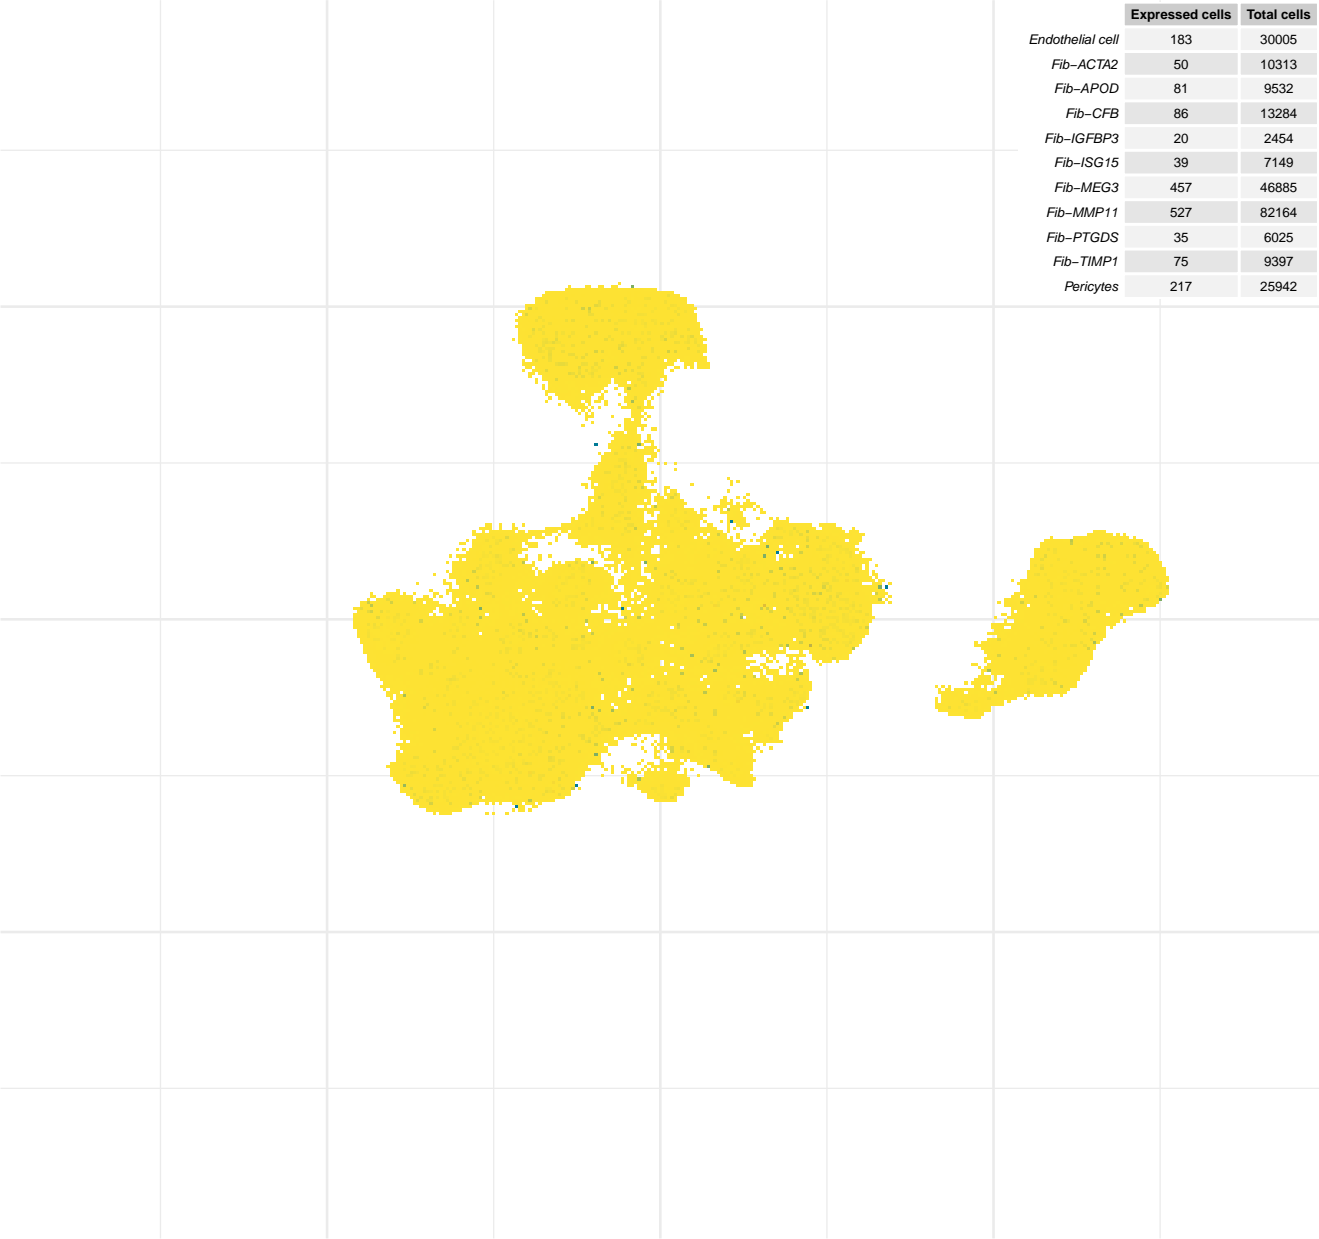 Expressed cells Total cells
Endothelial cell 183 30005
Fib−ACTA2 50 10313
Fib−APOD 81 9532
Fib−CFB 86 13284
Fib−IGFBP3 20 2454
Fib−ISG15 39 7149
Fib−MEG3 457 46885
Fib−MMP11 527 82164
Fib−PTGDS 35 6025
Fib−TIMP1 75 9397
Pericytes 217 25942